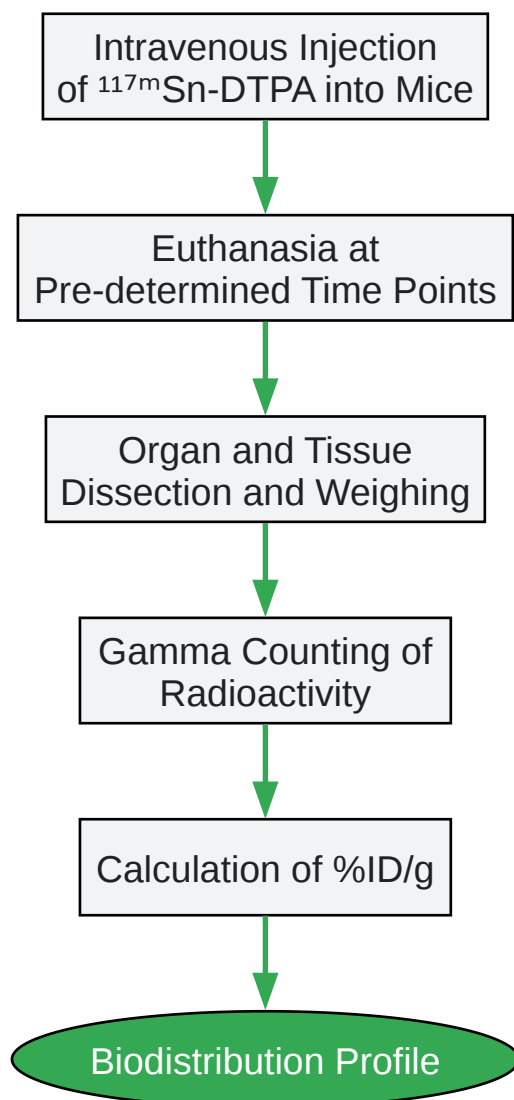 Intravenous Injection
of ¹¹⁷ᵐSn-DTPA into Mice
Euthanasia at
Pre-determined Time Points
Organ and Tissue
Dissection and Weighing
Gamma Counting of
Radioactivity
Calculation of %ID/g
Biodistribution Profile